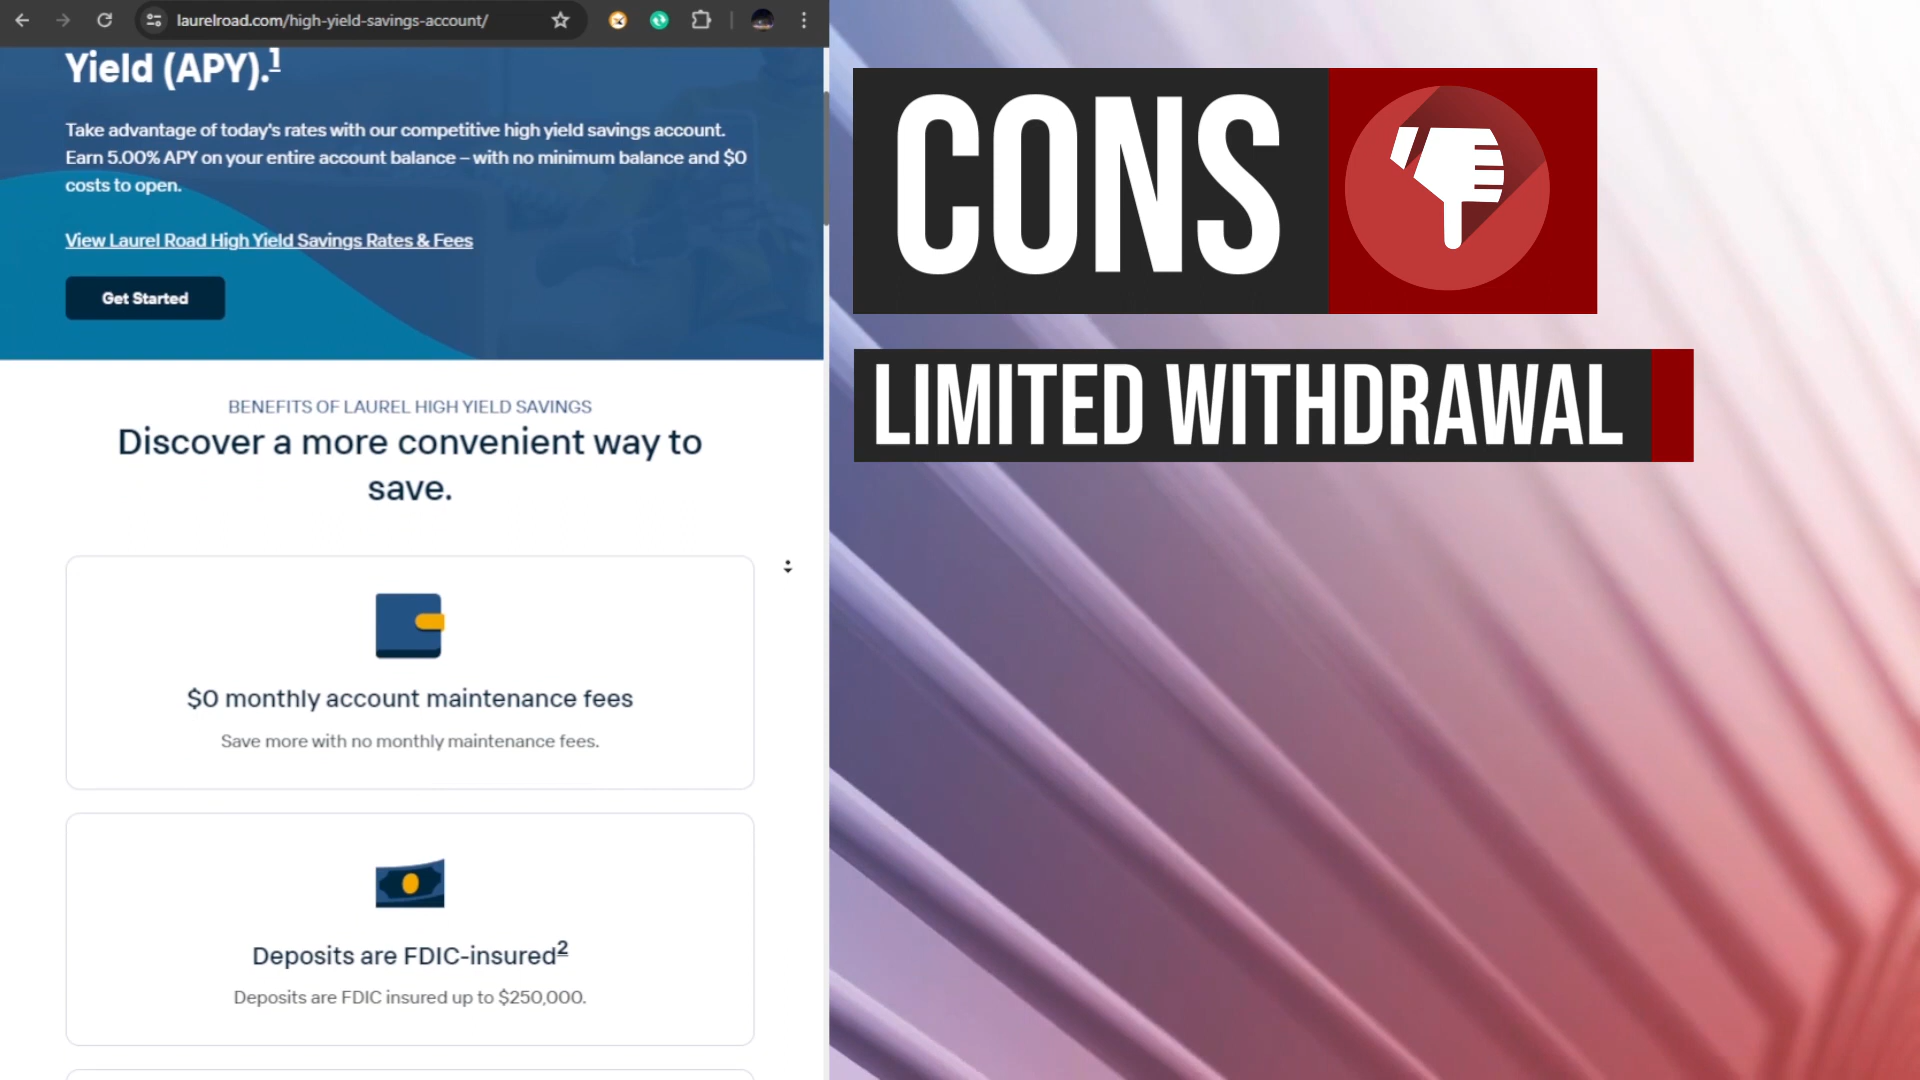 laurelroad.com/high-yield-savings-account/
Yield (APY).1
Take advantage of today's rates with our competitive high yield savings account.
Earn 5.00% APY on your entire account balance – with no minimum balance and $0
costs to open.
View Laurel Road High Yield Savings Rates & Fees
Get Started
BENEFITS OF LAUREL HIGH YIELD SAVINGS
Discover a more convenient way to
save.
$0 monthly account maintenance fees
Save more with no monthly maintenance fees.
Deposits are FDIC-insured2
Deposits are FDIC insured up to $250,000.
CONS
LIMITED WITHDRAWAL